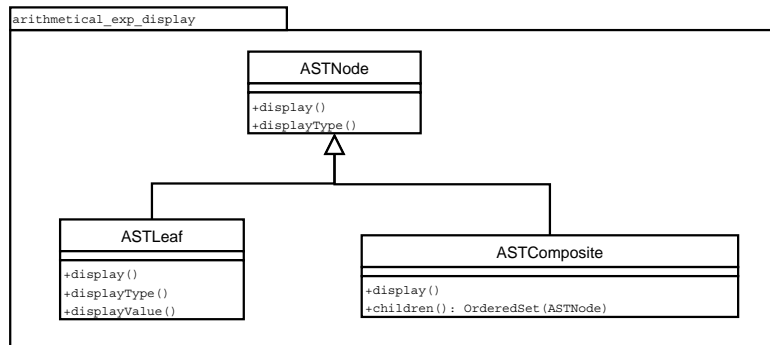 arithmetical_exp_display
ASTNode
+display()
+displayType()
ASTLeaf
+display()
+displayType()
+displayValue()
ASTComposite
+display()
+children(): OrderedSet(ASTNode)